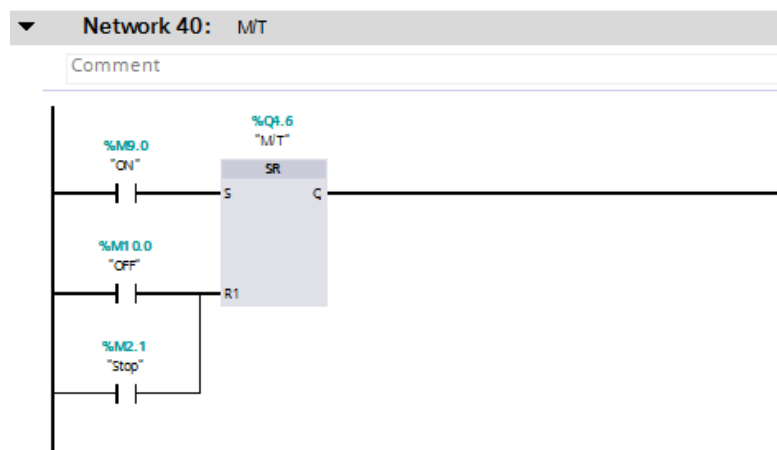 Network 40: M/T
Comment
%Q4.6
"M/T"
%M9.0
"ON"
SR
S Q
%M10.0
"OFF"
R1
%M2.1
"Stop"